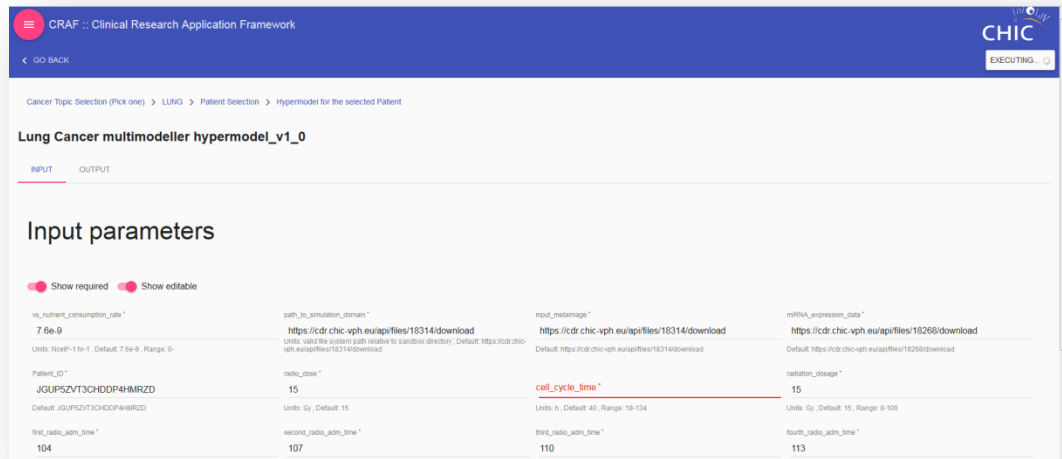 CRAF :: Clinical Research Application Framework
CHIC
GO BACK
EXECUTING...
Cancer Topic Selection (Pick one) > LUNG > Patient Selection > Hypermodel for the selected Patient
Lung Cancer multimodeller hypermodel_v1_0
INPUT OUTPUT
Input parameters
Show required Show editable
vs_nutrient_consumption_rate * path_to_simulation_domain * input_metaimage * miRNA_expression_data *
7.6e-9 https://cdr.chic-vph.eu/api/files/18314/download https://cdr.chic-vph.eu/api/files/18314/download https://cdr.chic-vph.eu/api/files/18268/download
Units: Ncell^-1 hr-1 , Default: 7.6e-9 , Range: 0- Units: valid file system path relative to sandbox directory , Default: https://cdr.chic-vph.eu/api/files/18314/download Default: https://cdr.chic-vph.eu/api/files/18314/download Default: https://cdr.chic-vph.eu/api/files/18268/download
Patient_ID * radio_dose * cell_cycle_time * radiation_dosage *
JGUP5ZVT3CHDDP4HMRZD 15 15
Default: JGUP5ZVT3CHDDP4HMRZD Units: Gy , Default: 15 Units: h , Default: 40 , Range: 18-134 Units: Gy , Default: 15 , Range: 0-100
first_radio_adm_time * second_radio_adm_time * third_radio_adm_time * fourth_radio_adm_time *
104 107 110 113